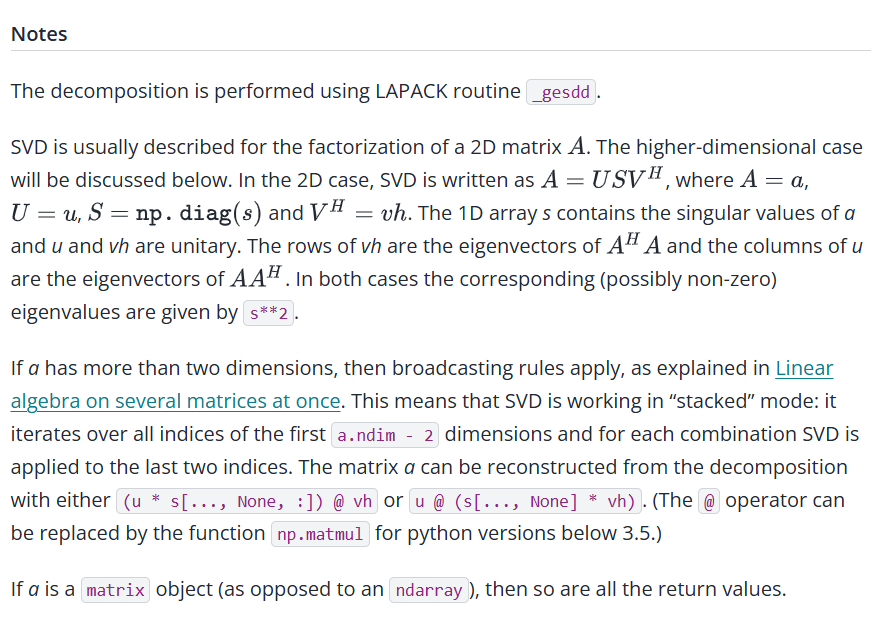 Notes
The decomposition is performed using LAPACK routine _gesdd.
SVD is usually described for the factorization of a 2D matrix A. The higher-dimensional case
will be discussed below. In the 2D case, SVD is written as A = USV^H, where A = a,
U = u, S = np.diag(s) and V^H = vh. The 1D array s contains the singular values of a
and u and vh are unitary. The rows of vh are the eigenvectors of A^H A and the columns of u
are the eigenvectors of AA^H. In both cases the corresponding (possibly non-zero)
eigenvalues are given by s**2.
If a has more than two dimensions, then broadcasting rules apply, as explained in Linear
algebra on several matrices at once. This means that SVD is working in “stacked” mode: it
iterates over all indices of the first a.ndim - 2 dimensions and for each combination SVD is
applied to the last two indices. The matrix a can be reconstructed from the decomposition
with either (u * s[..., None, :]) @ vh or u @ (s[..., None] * vh). (The @ operator can
be replaced by the function np.matmul for python versions below 3.5.)
If a is a matrix object (as opposed to an ndarray), then so are all the return values.